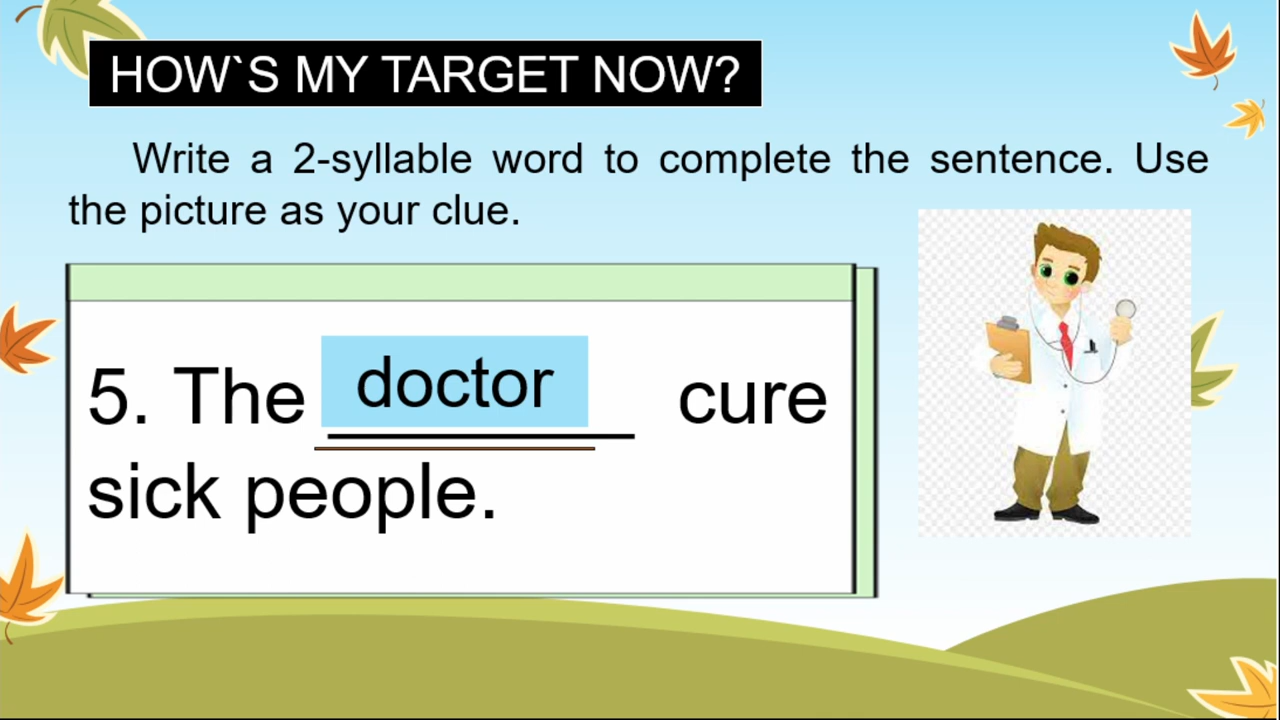 HOW`S MY TARGET NOW?
Write a 2-syllable word to complete the sentence. Use
the picture as your clue.
5. The doctor cure
sick people.